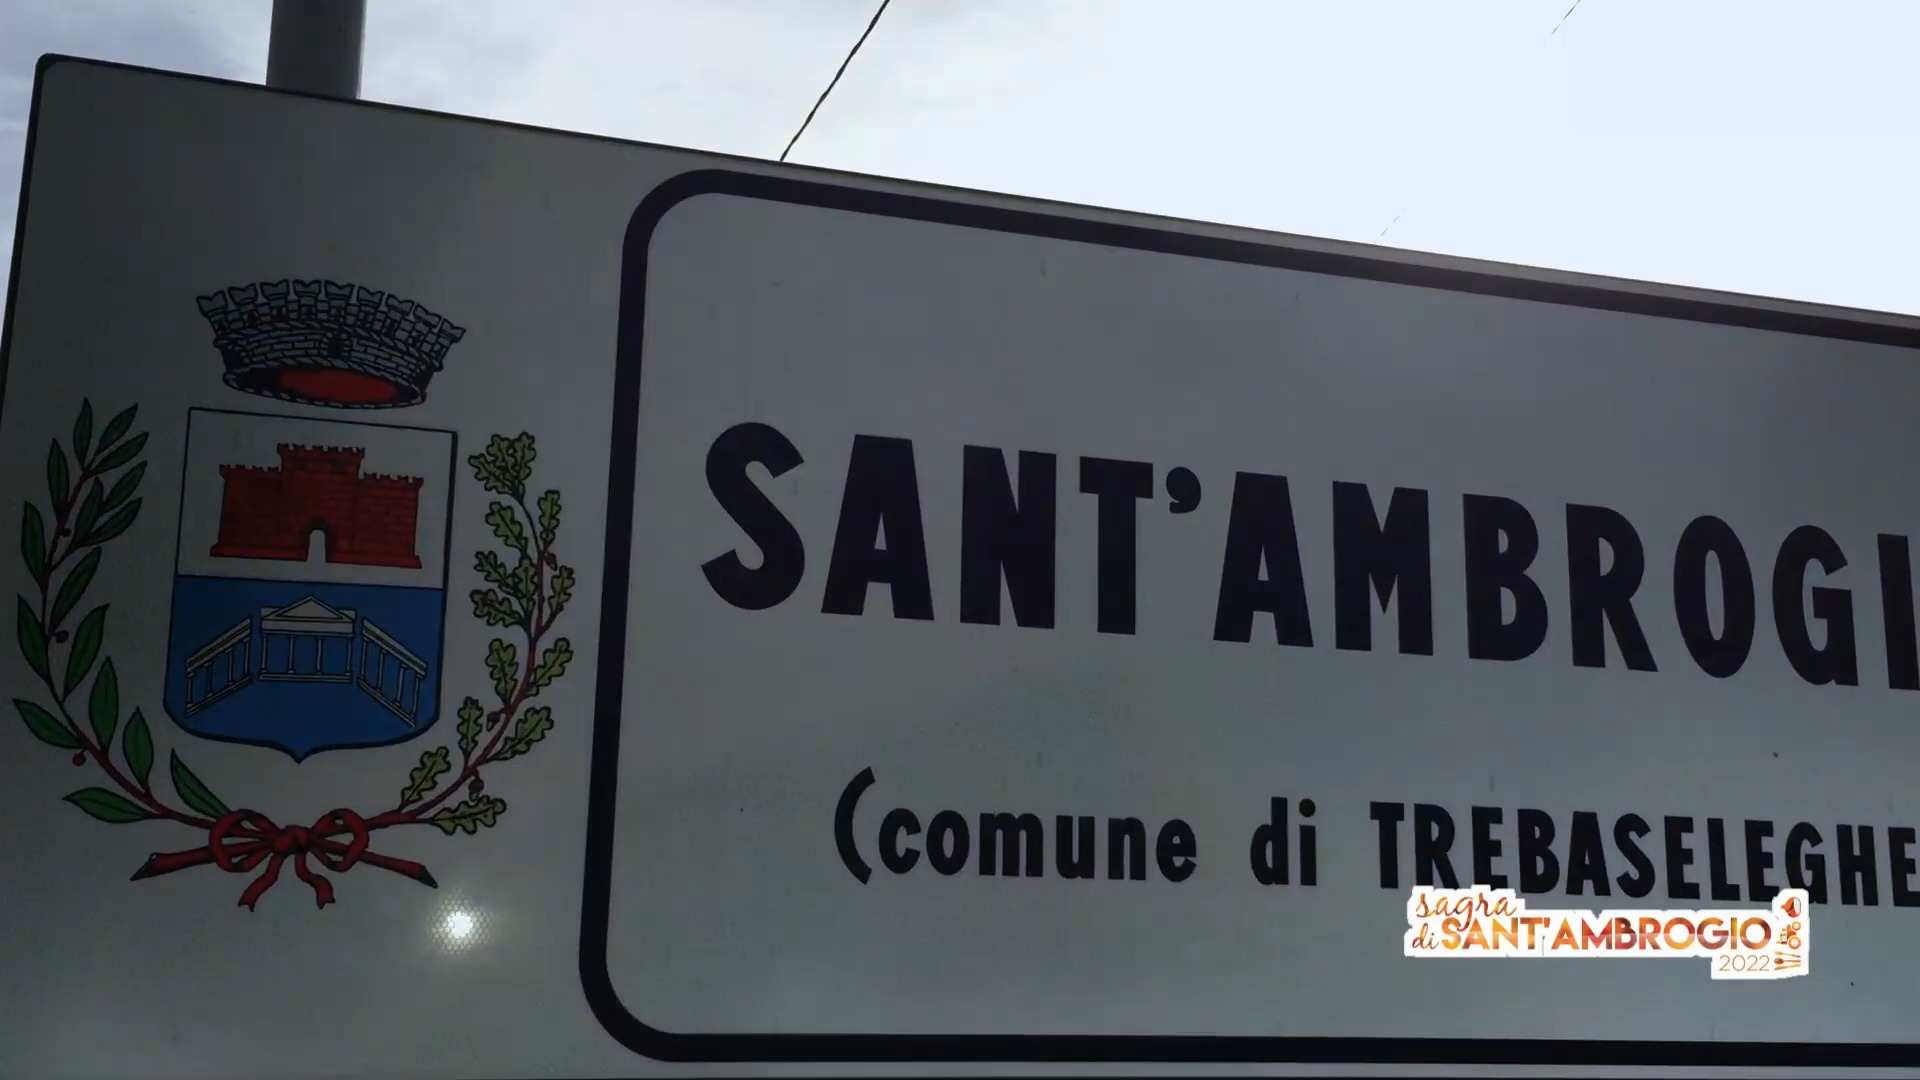 SANT'AMBROGI
(comune di TREBASELEGHE
sagra
di SANT'AMBROGIO
2022